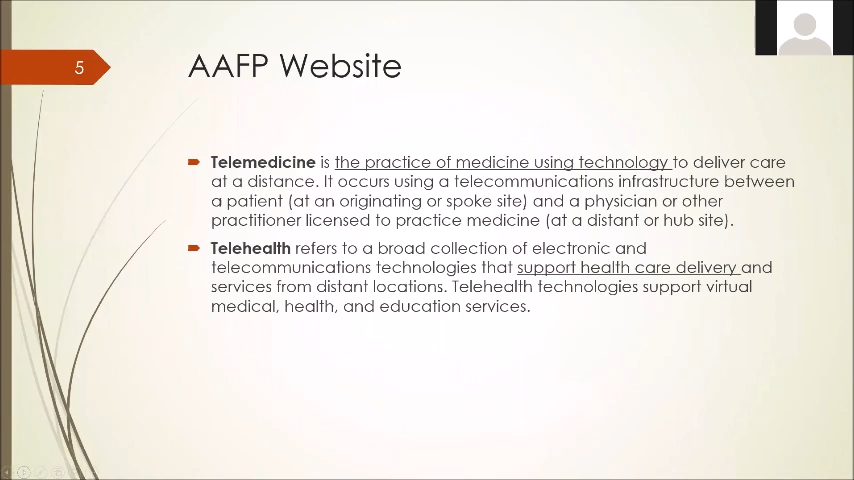 5
AAFP Website
Telemedicine is the practice of medicine using technology to deliver care
at a distance. It occurs using a telecommunications infrastructure between
a patient (at an originating or spoke site) and a physician or other
practitioner licensed to practice medicine (at a distant or hub site).
Telehealth refers to a broad collection of electronic and
telecommunications technologies that support health care delivery and
services from distant locations. Telehealth technologies support virtual
medical, health, and education services.